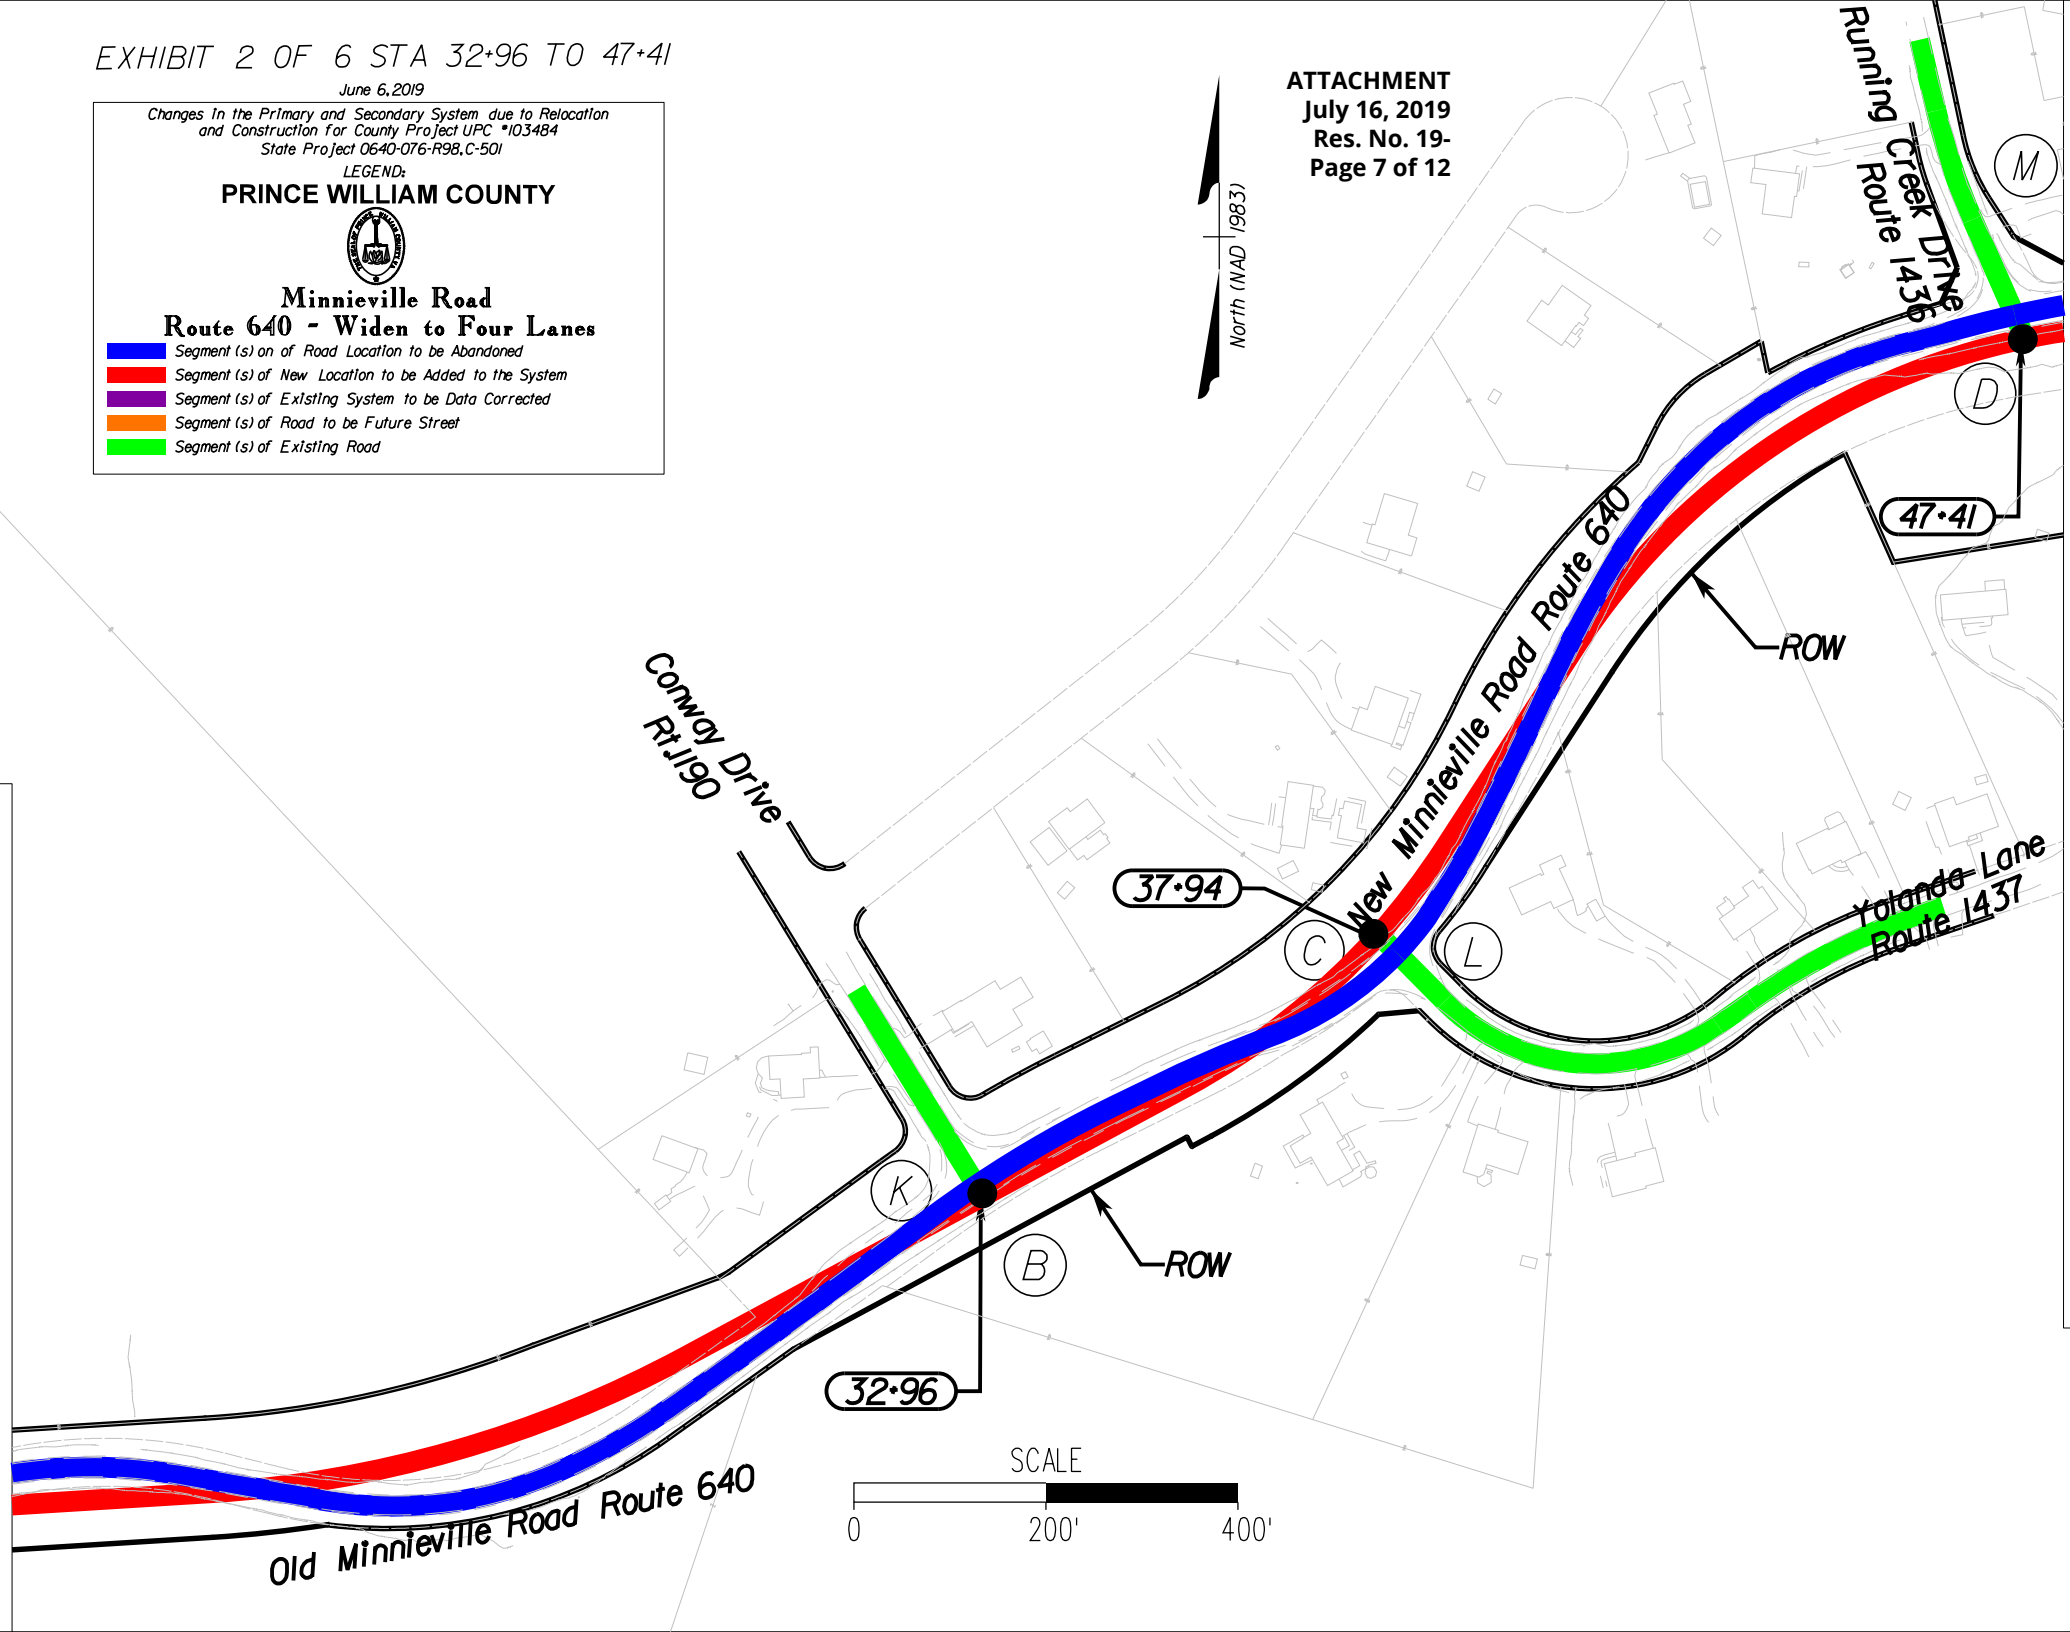 EXHIBIT 2 OF 6 STA 32+96 TO 47+41
June 6, 2019
Changes in the Primary and Secondary System due to Relocation
and Construction for County Project UPC #103484
State Project 0640-076-R98, C-501
LEGEND:
PRINCE WILLIAM COUNTY
Minnieville Road
Route 640 - Widen to Four Lanes
Segment(s) on of Road Location to be Abandoned
Segment(s) of New Location to be Added to the System
Segment(s) of Existing System to be Data Corrected
Segment(s) of Road to be Future Street
Segment(s) of Existing Road
ATTACHMENT
July 16, 2019
Res. No. 19-
Page 7 of 12
North (NAD 1983)
Running Creek Drive
Route 1436
M
D
47+41
ROW
New Minnieville Road Route 640
Conway Drive
Rt.1190
37+94
C
L
Yolanda Lane
Route 1437
K
B
ROW
32+96
Old Minnieville Road Route 640
SCALE
0 200' 400'